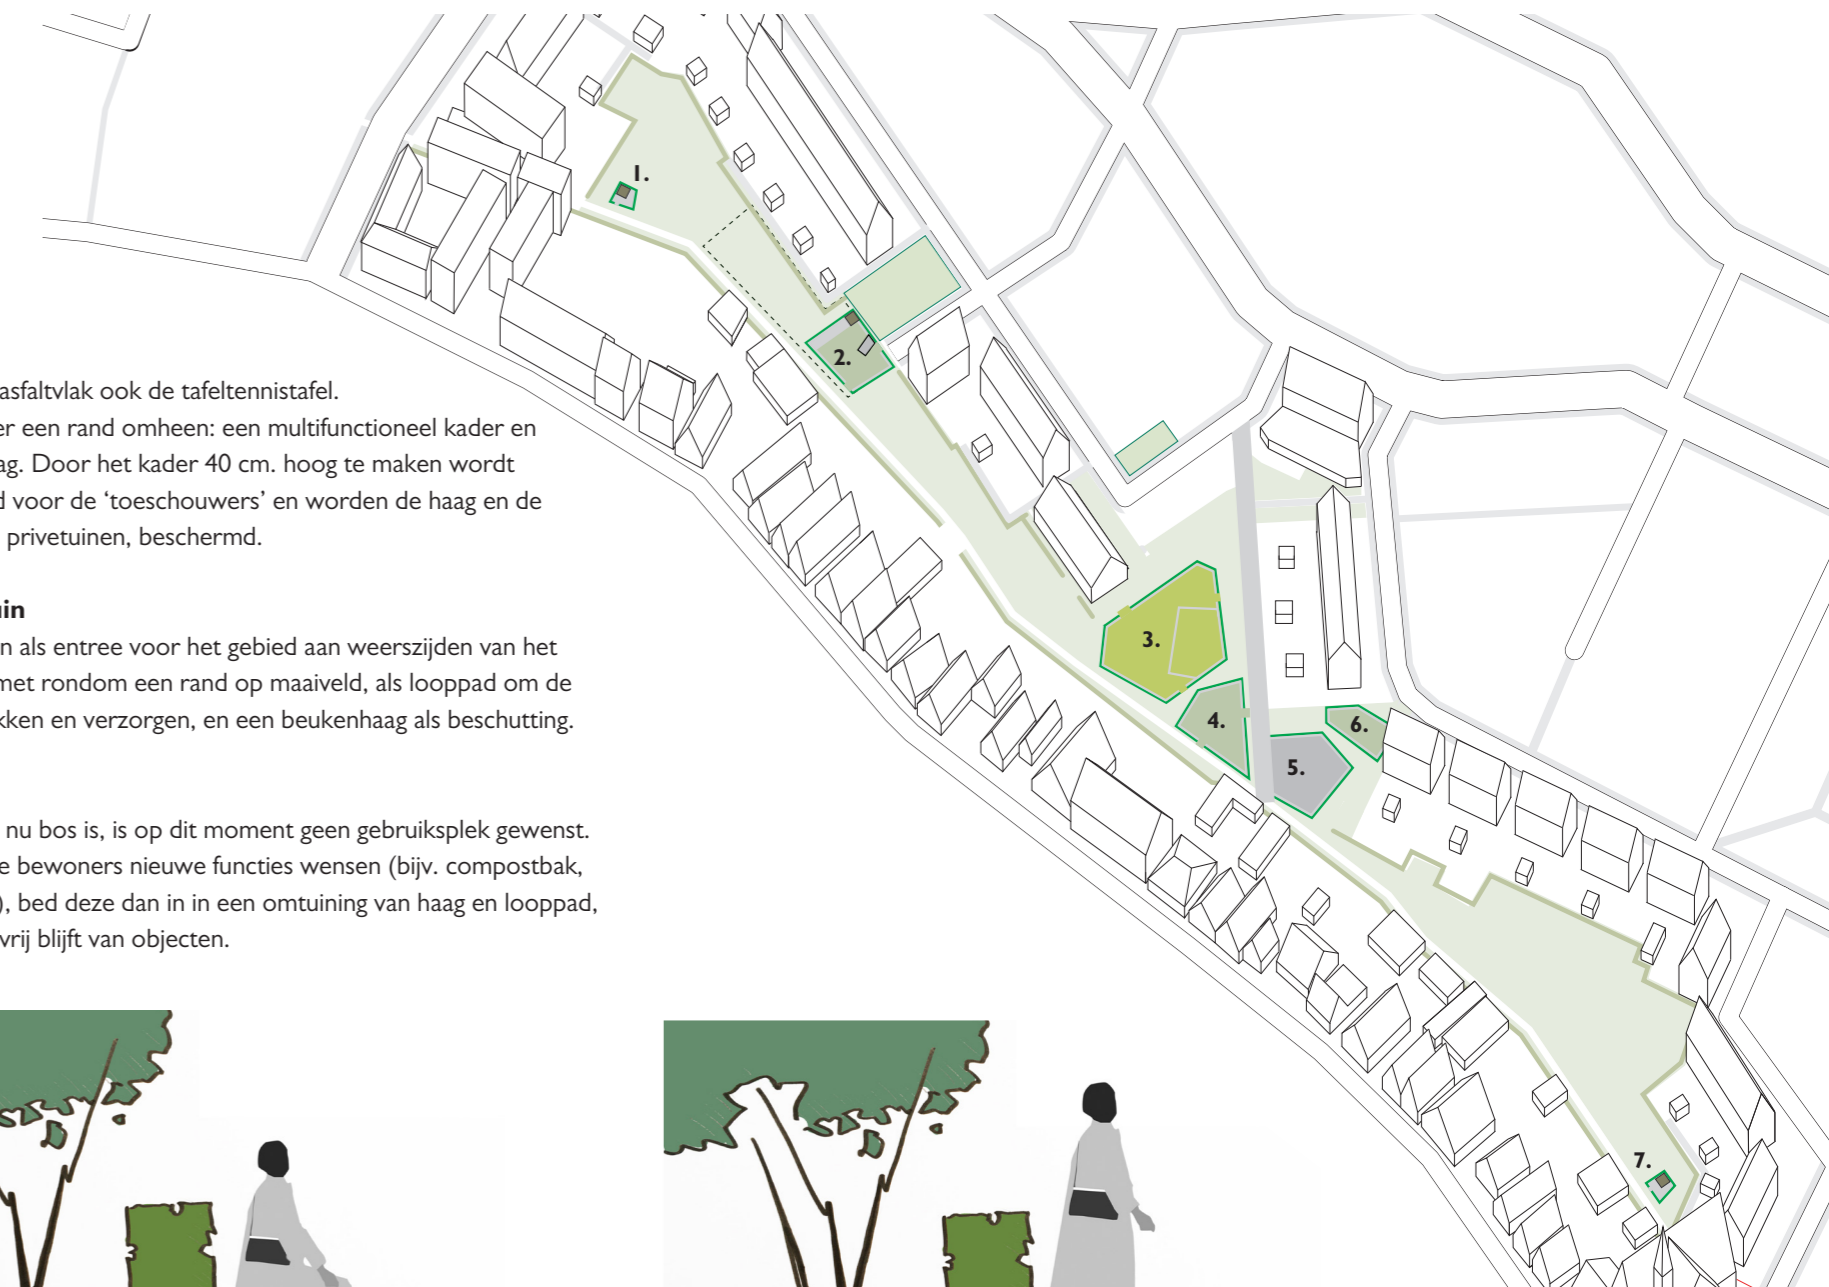 asfaltvlak ook de tafeltennistafel.
er een rand omheen: een multifunctioneel kader en
ag. Door het kader 40 cm. hoog te maken wordt
d voor de ‘toeschouwers’ en worden de haag en de
privetuinen, beschermd.
uin
n als entree voor het gebied aan weerszijden van het
met rondom een rand op maaiveld, als looppad om de
kken en verzorgen, en een beukenhaag als beschutting.
nu bos is, is op dit moment geen gebruiksplek gewenst.
e bewoners nieuwe functies wensen (bijv. compostbak,
), bed deze dan in in een omtuining van haag en looppad,
vrij blijft van objecten.
1.
2.
3.
4.
5.
6.
7.